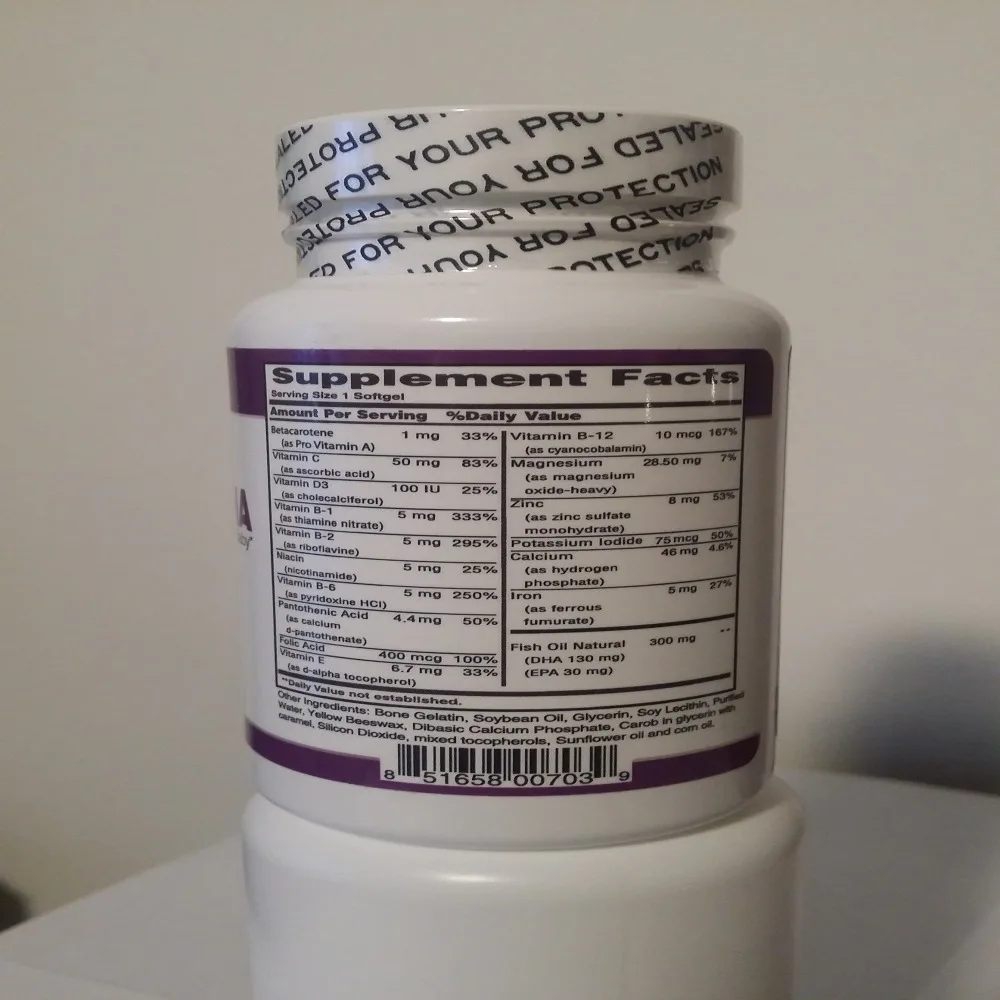 SEALED FOR YOUR PROTECTION
SEALED FOR YOUR PROTECTION
SEALED FOR YOUR PROTECTION
SEALED FOR YOUR PROTECTION
Supplement Facts
Serving Size 1 Softgel
Amount Per Serving %Daily Value
Betacarotene 1 mg 33%
(as Pro Vitamin A)
Vitamin C 50 mg 83%
(as ascorbic acid)
Vitamin D3 100 IU 25%
(as cholecalciferol)
Vitamin B-1 5 mg 333%
(as thiamine nitrate)
Vitamin B-2 5 mg 295%
(as riboflavine)
Niacin 5 mg 25%
(nicotinamide)
Vitamin B-6 5 mg 250%
(as pyridoxine HCl)
Pantothenic Acid 4.4mg 50%
(as calcium
d-pantothenate)
Folic Acid 400 mcg 100%
Vitamin E 6.7 mg 33%
(as d-alpha tocopherol)
**Daily Value not established.
Vitamin B-12 10 mcg 167%
(as cyanocobalamin)
Magnesium 28.50 mg 7%
(as magnesium
oxide-heavy)
Zinc 8 mg 53%
(as zinc sulfate
monohydrate)
Potassium Iodide 75mcg 50%
Calcium 46 mg 4.6%
(as hydrogen
phosphate)
Iron 5 mg 27%
(as ferrous
fumurate)
Fish Oil Natural 300 mg **
(DHA 130 mg)
(EPA 30 mg)
Other Ingredients: Bone Gelatin, Soybean Oil, Glycerin, Soy Lecithin, Purified
Water, Yellow Beeswax, Dibasic Calcium Phosphate, Carob in glycerin with
caramel, Silicon Dioxide, mixed tocopherols, Sunflower oil and corn oil.
8 51658 00703 9